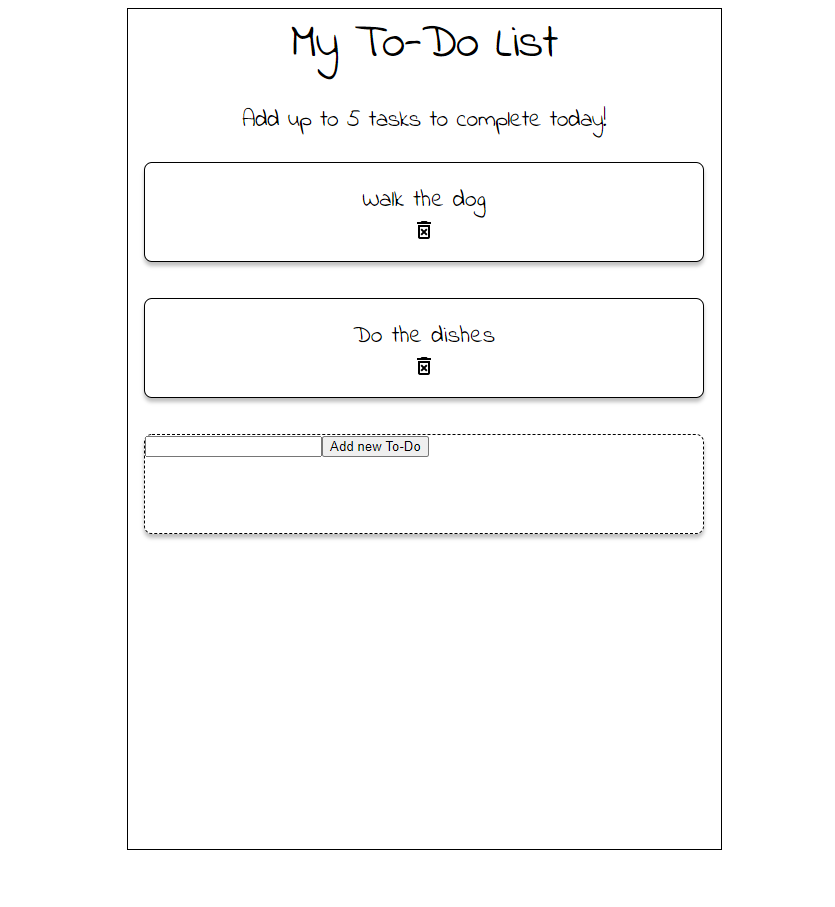 My To-Do List
Add up to 5 tasks to complete today!
Walk the dog
Do the dishes
Add new To-Do